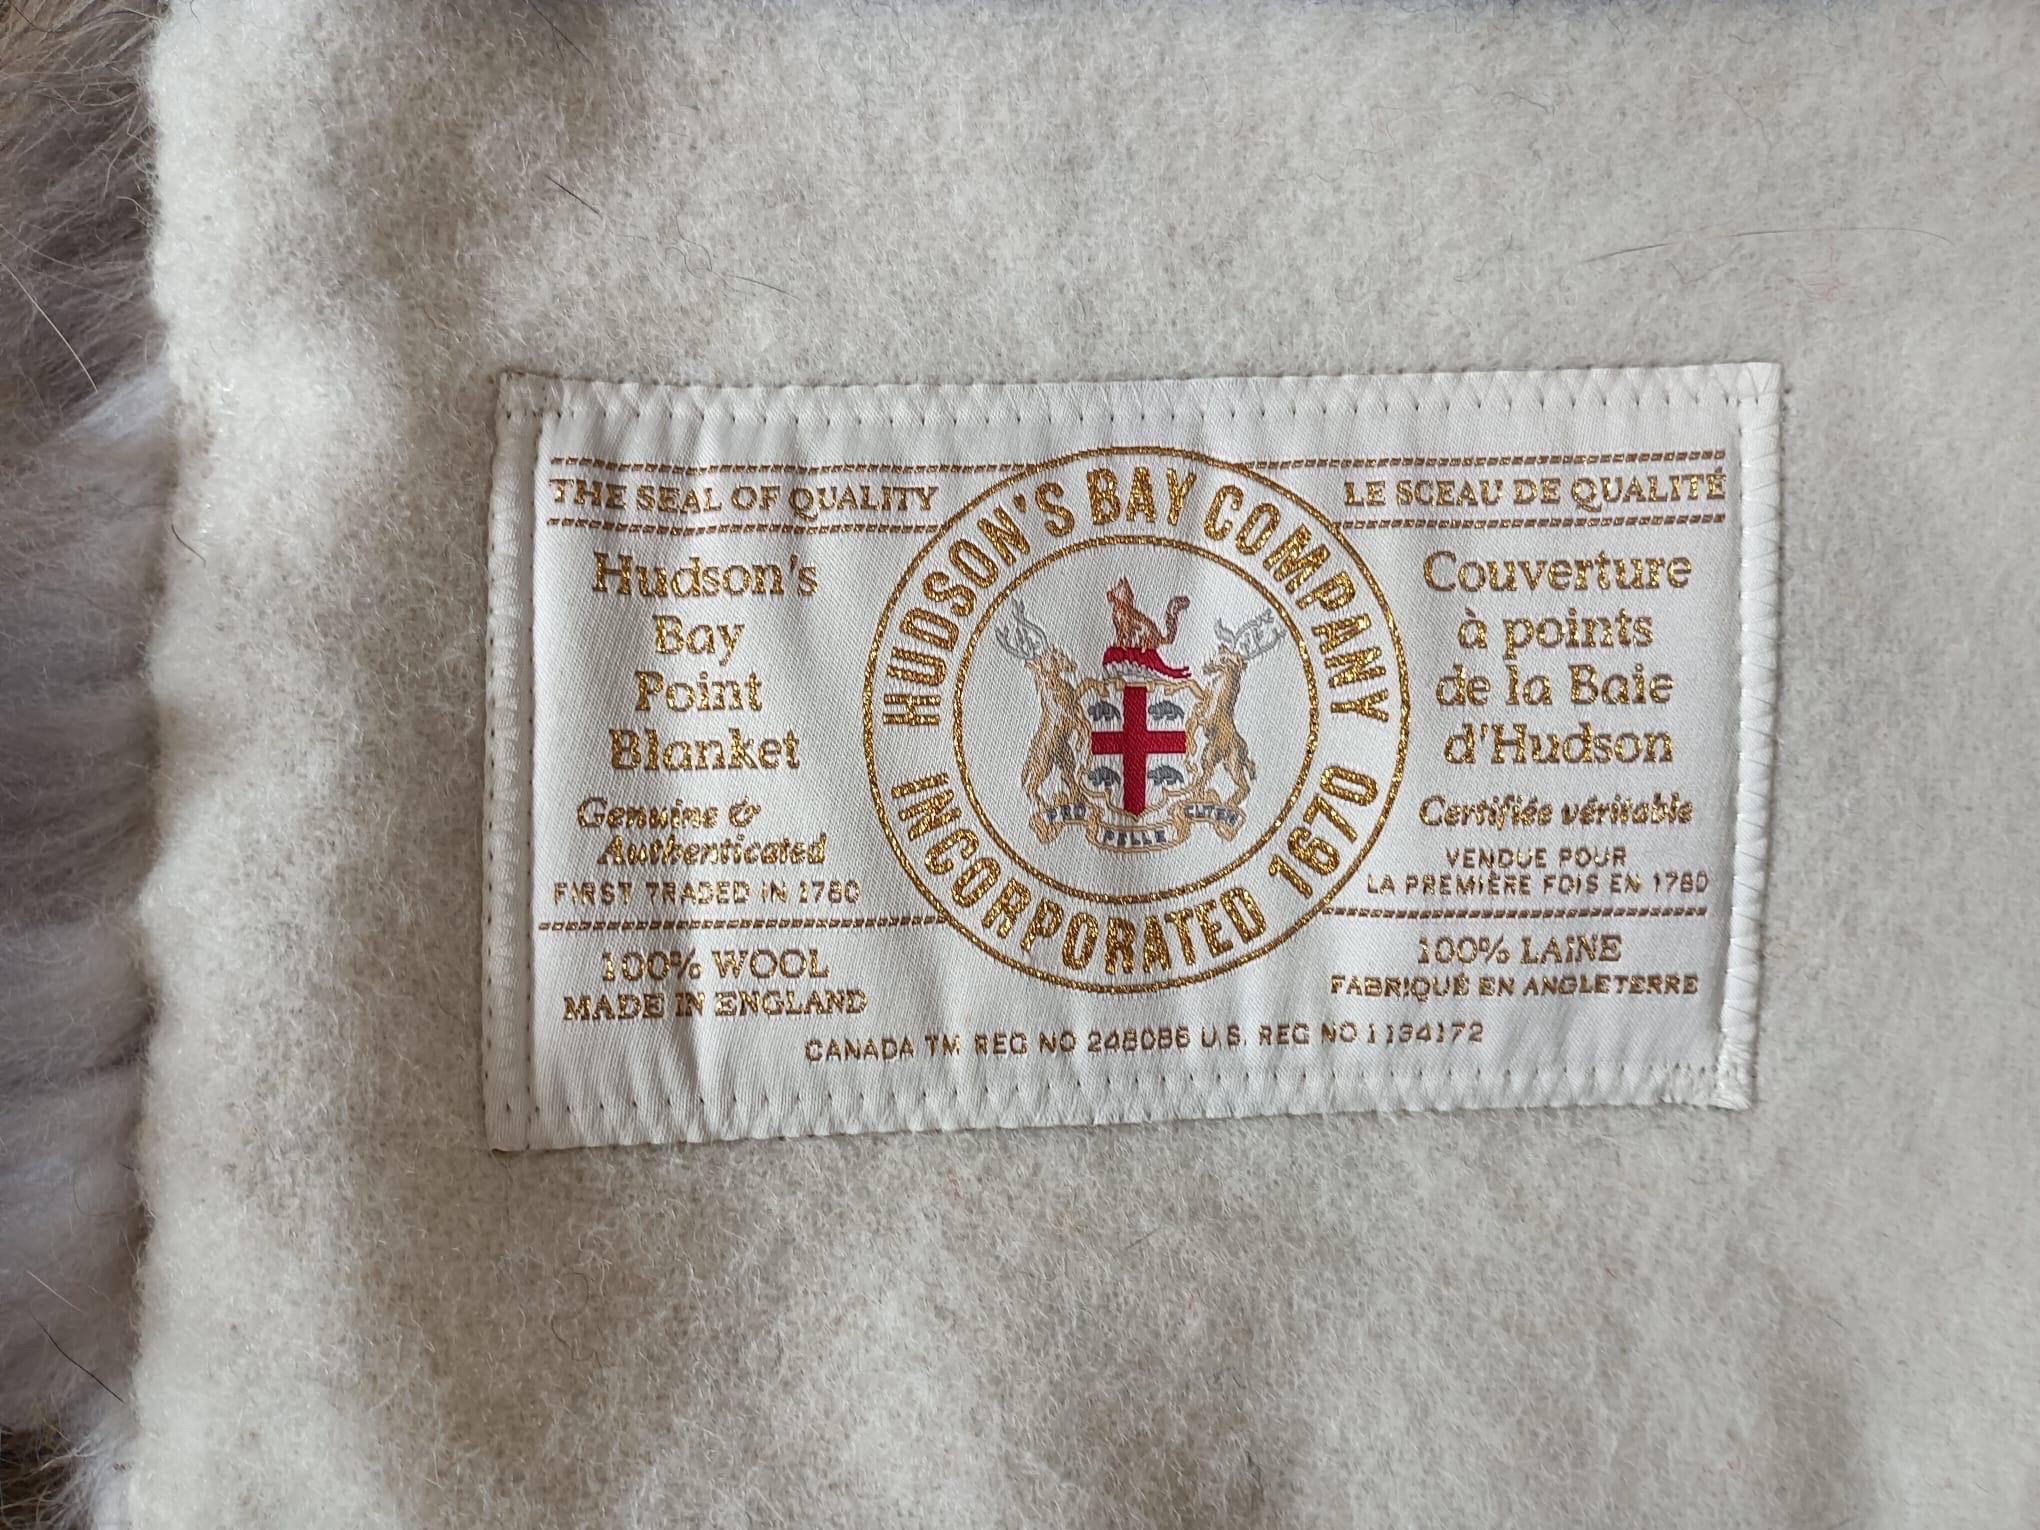 THE SEAL OF QUALITY
Hudson's
Bay
Point
Blanket
Genuine &
Authenticated
FIRST TRADED IN 1780
100% WOOL
MADE IN ENGLAND
HUDSON'S BAY COMPANY
INCORPORATED 1670
PRO PELLE CUTEM
LE SCEAU DE QUALITÉ
Couverture
à points
de la Baie
d'Hudson
Certifiée véritable
VENDUE POUR
LA PREMIÈRE FOIS EN 1780
100% LAINE
FABRIQUÉ EN ANGLETERRE
CANADA TM REG NO 248086 U.S. REG NO 1194172